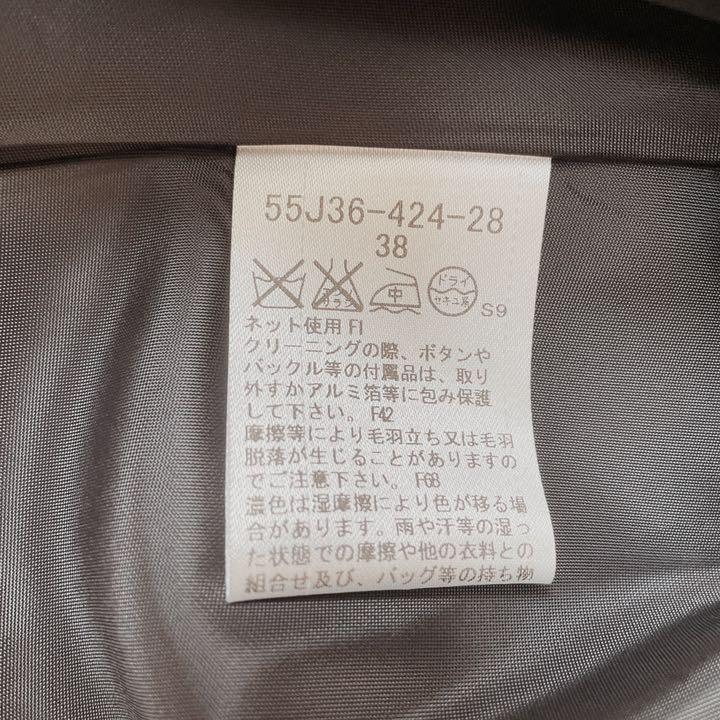 55J36-424-28
38
エンソ
サラシ
中
ドライ
セキユ系
S9
ネット使用 F1
クリーニングの際、ボタンや
バックル等の付属品は、取り
外すかアルミ箔等に包み保護
して下さい。 F42
摩擦等により毛羽立ち又は毛羽
脱落が生じることがありますの
でご注意下さい。 F68
濃色は湿摩擦により色が移る場
合があります。雨や汗等の湿っ
た状態での摩擦や他の衣料との
組合せ及び、バッグ等の持ち物